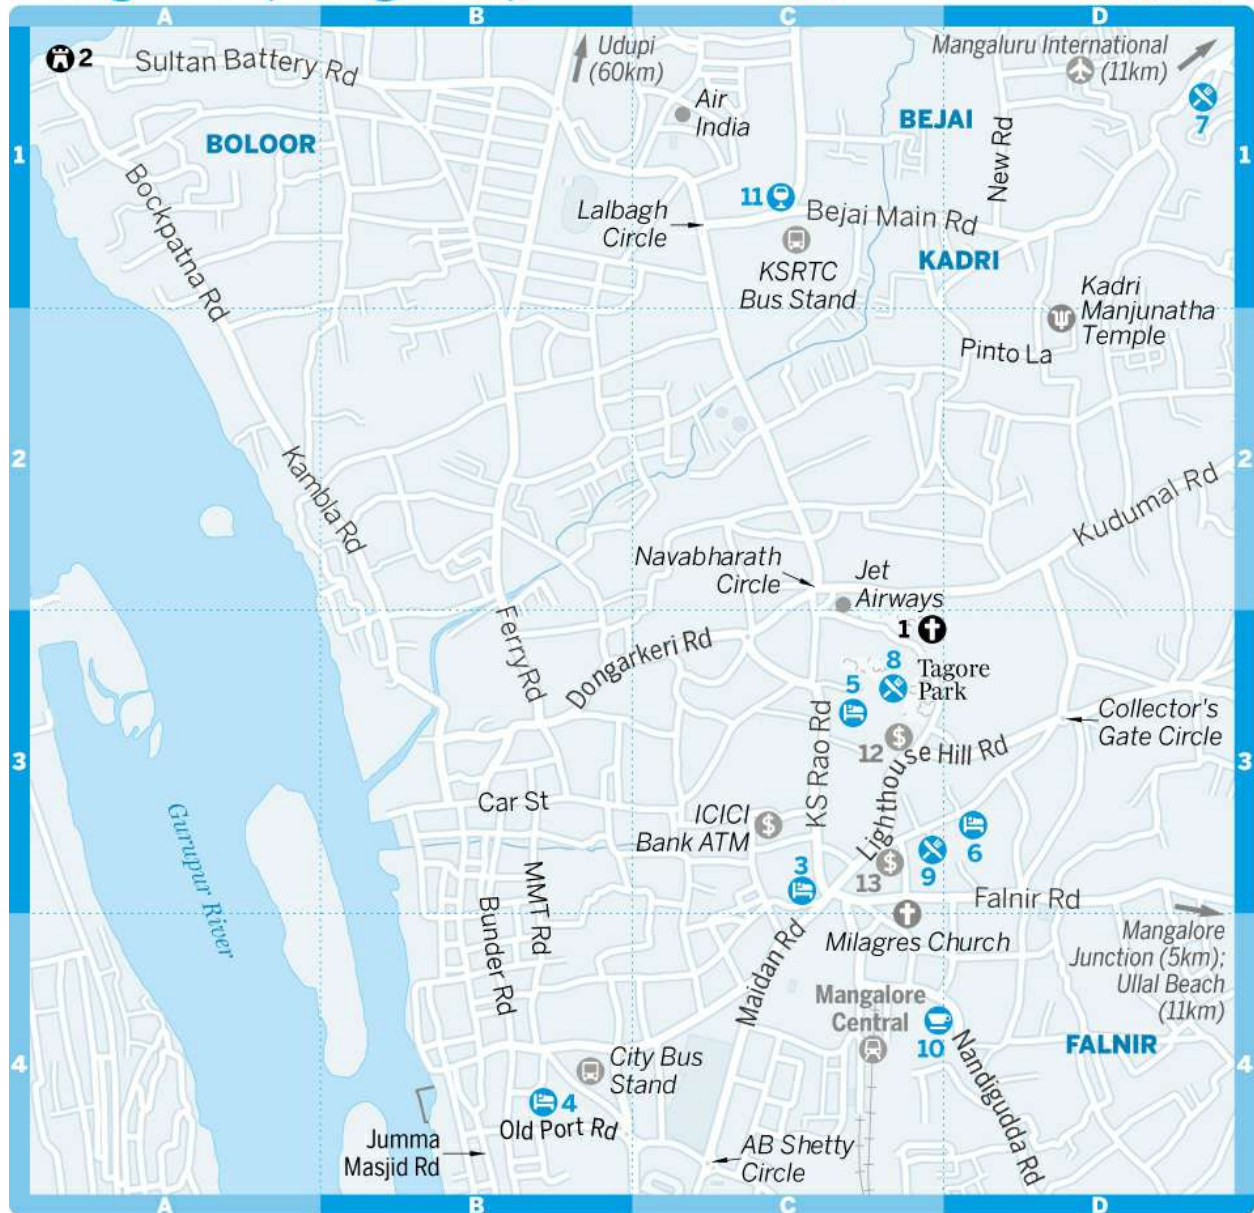 A
B
C
D
2
Sultan Battery Rd
Udupi
(60km)
Mangaluru International
(11km)
Air
India
7
BEJAI
BOLOOR
New Rd
1
1
Bockpatna Rd
11
Lalbagh
Circle
Bejai Main Rd
KADRI
KSRTC
Bus Stand
Kadri
Manjunatha
Temple
Pinto La
2
2
Kambla Rd
Kudumal Rd
Navabharath
Circle
Jet
Airways
Ferry Rd
Dongarkeri Rd
1
8
Tagore
Park
5
Collector's
Gate Circle
KS Rao Rd
12
Lighthouse Hill Rd
3
3
Car St
ICICI
Bank ATM
Gurupur River
MMT Rd
6
9
13
3
Bunder Rd
Falnir Rd
Milagres Church
Mangalore
Junction (5km);
Ullal Beach
(11km)
Maidan Rd
Mangalore
Central
10
FALNIR
Nandigudda Rd
4
4
City Bus
Stand
4
Old Port Rd
Jumma
Masjid Rd
AB Shetty
Circle
A
B
C
D